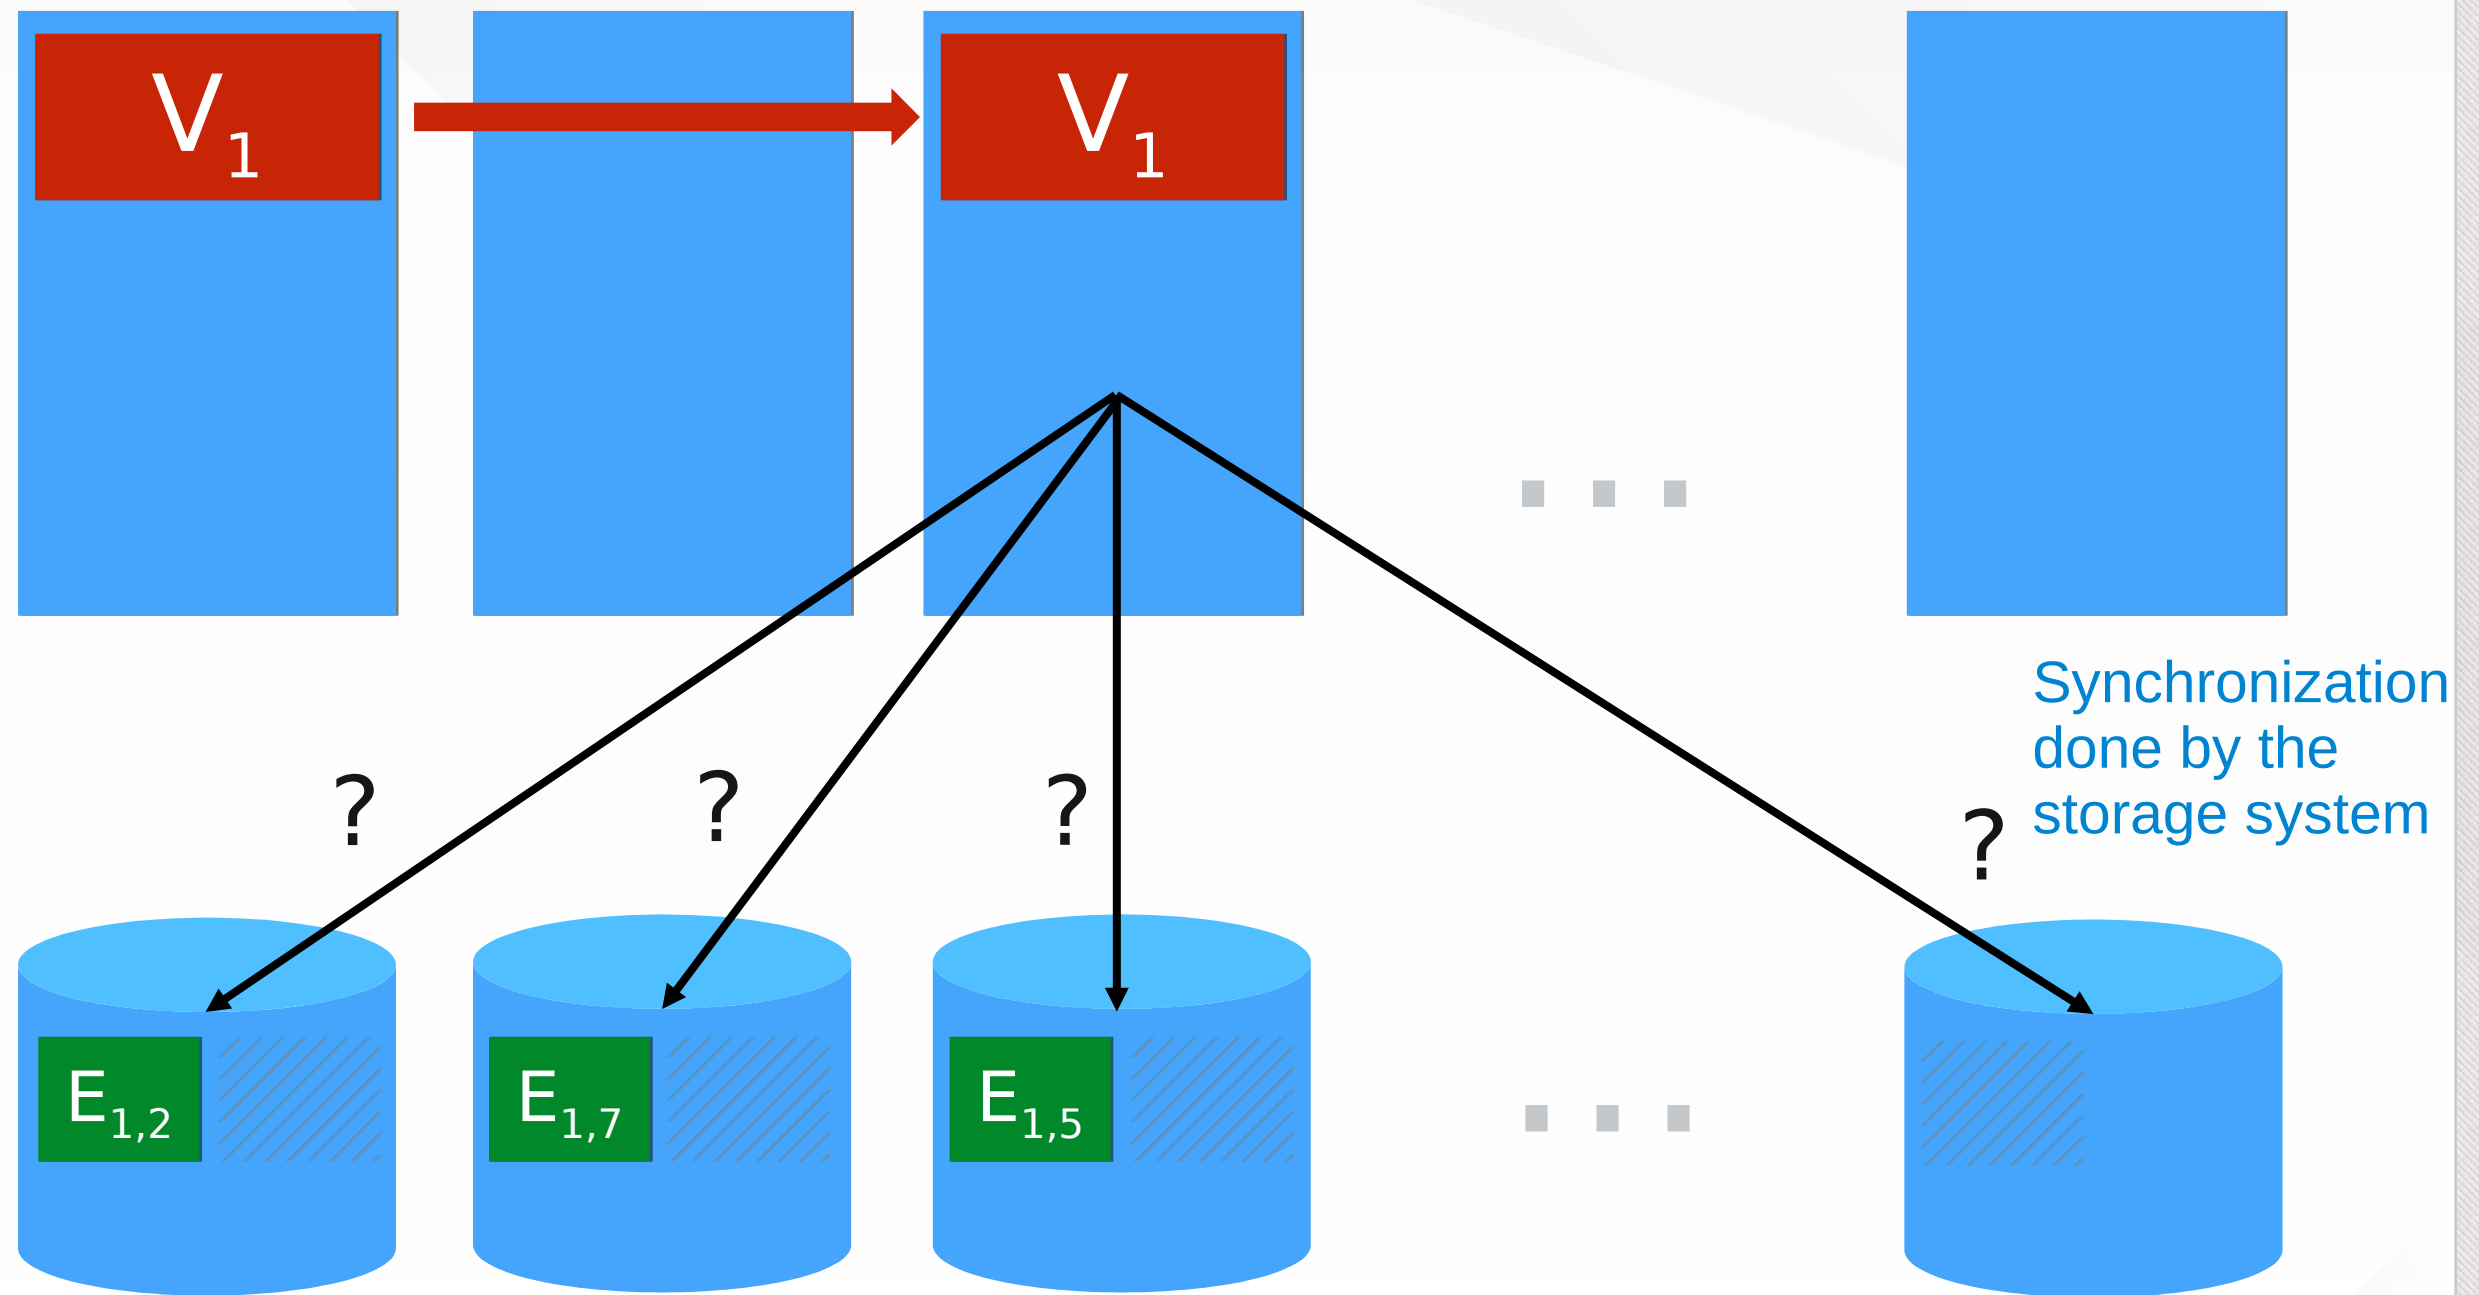 V1 V1
. . .
Synchronization
done by the
storage system
? ? ? ?
E1,2 E1,7 E1,5
. . .